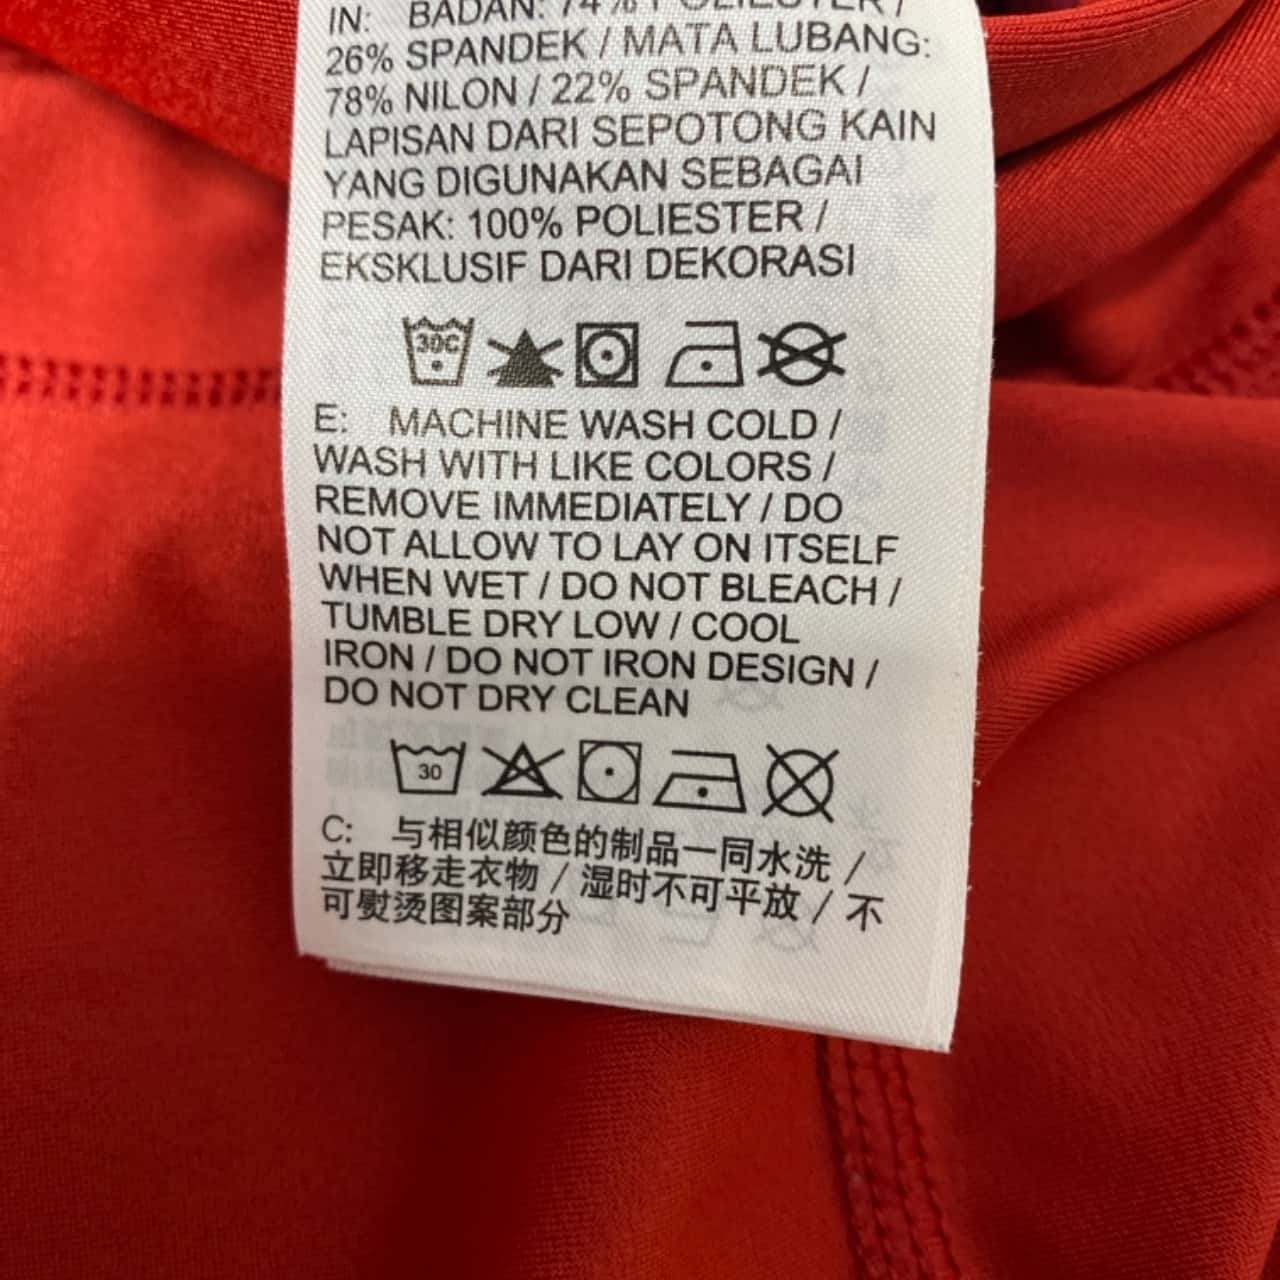 IN: BADAN: 74% POLIESTER /
26% SPANDEK / MATA LUBANG:
78% NILON / 22% SPANDEK /
LAPISAN DARI SEPOTONG KAIN
YANG DIGUNAKAN SEBAGAI
PESAK: 100% POLIESTER /
EKSKLUSIF DARI DEKORASI
30C
E: MACHINE WASH COLD /
WASH WITH LIKE COLORS /
REMOVE IMMEDIATELY / DO
NOT ALLOW TO LAY ON ITSELF
WHEN WET / DO NOT BLEACH /
TUMBLE DRY LOW / COOL
IRON / DO NOT IRON DESIGN /
DO NOT DRY CLEAN
30
C: 与相似颜色的制品一同水洗 /
立即移走衣物 / 湿时不可平放 / 不
可熨烫图案部分